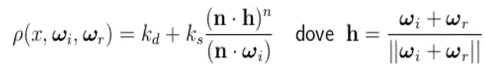 ρ(x, ω_i, ω_r) = k_d + k_s (n · h)^n / (n · ω_i) dove h = (ω_i + ω_r) / ||ω_i + ω_r||